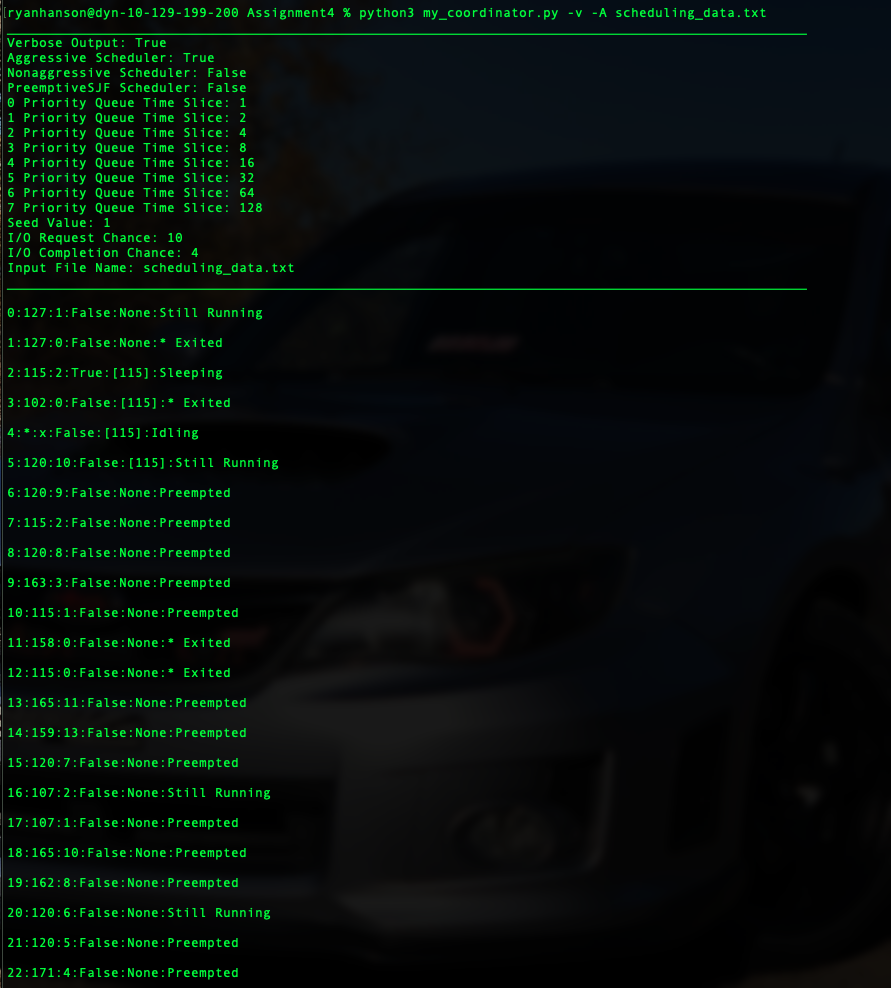 ryanhanson@dyn-10-129-199-200 Assignment4 % python3 my_coordinator.py -v -A scheduling_data.txt
Verbose Output: True
Aggressive Scheduler: True
Nonaggressive Scheduler: False
PreemptiveSJF Scheduler: False
0 Priority Queue Time Slice: 1
1 Priority Queue Time Slice: 2
2 Priority Queue Time Slice: 4
3 Priority Queue Time Slice: 8
4 Priority Queue Time Slice: 16
5 Priority Queue Time Slice: 32
6 Priority Queue Time Slice: 64
7 Priority Queue Time Slice: 128
Seed Value: 1
I/O Request Chance: 10
I/O Completion Chance: 4
Input File Name: scheduling_data.txt
0:127:1:False:None:Still Running
1:127:0:False:None:* Exited
2:115:2:True:[115]:Sleeping
3:102:0:False:[115]:* Exited
4:*:x:False:[115]:Idling
5:120:10:False:[115]:Still Running
6:120:9:False:None:Preempted
7:115:2:False:None:Preempted
8:120:8:False:None:Preempted
9:163:3:False:None:Preempted
10:115:1:False:None:Preempted
11:158:0:False:None:* Exited
12:115:0:False:None:* Exited
13:165:11:False:None:Preempted
14:159:13:False:None:Preempted
15:120:7:False:None:Preempted
16:107:2:False:None:Still Running
17:107:1:False:None:Preempted
18:165:10:False:None:Preempted
19:162:8:False:None:Preempted
20:120:6:False:None:Still Running
21:120:5:False:None:Preempted
22:171:4:False:None:Preempted